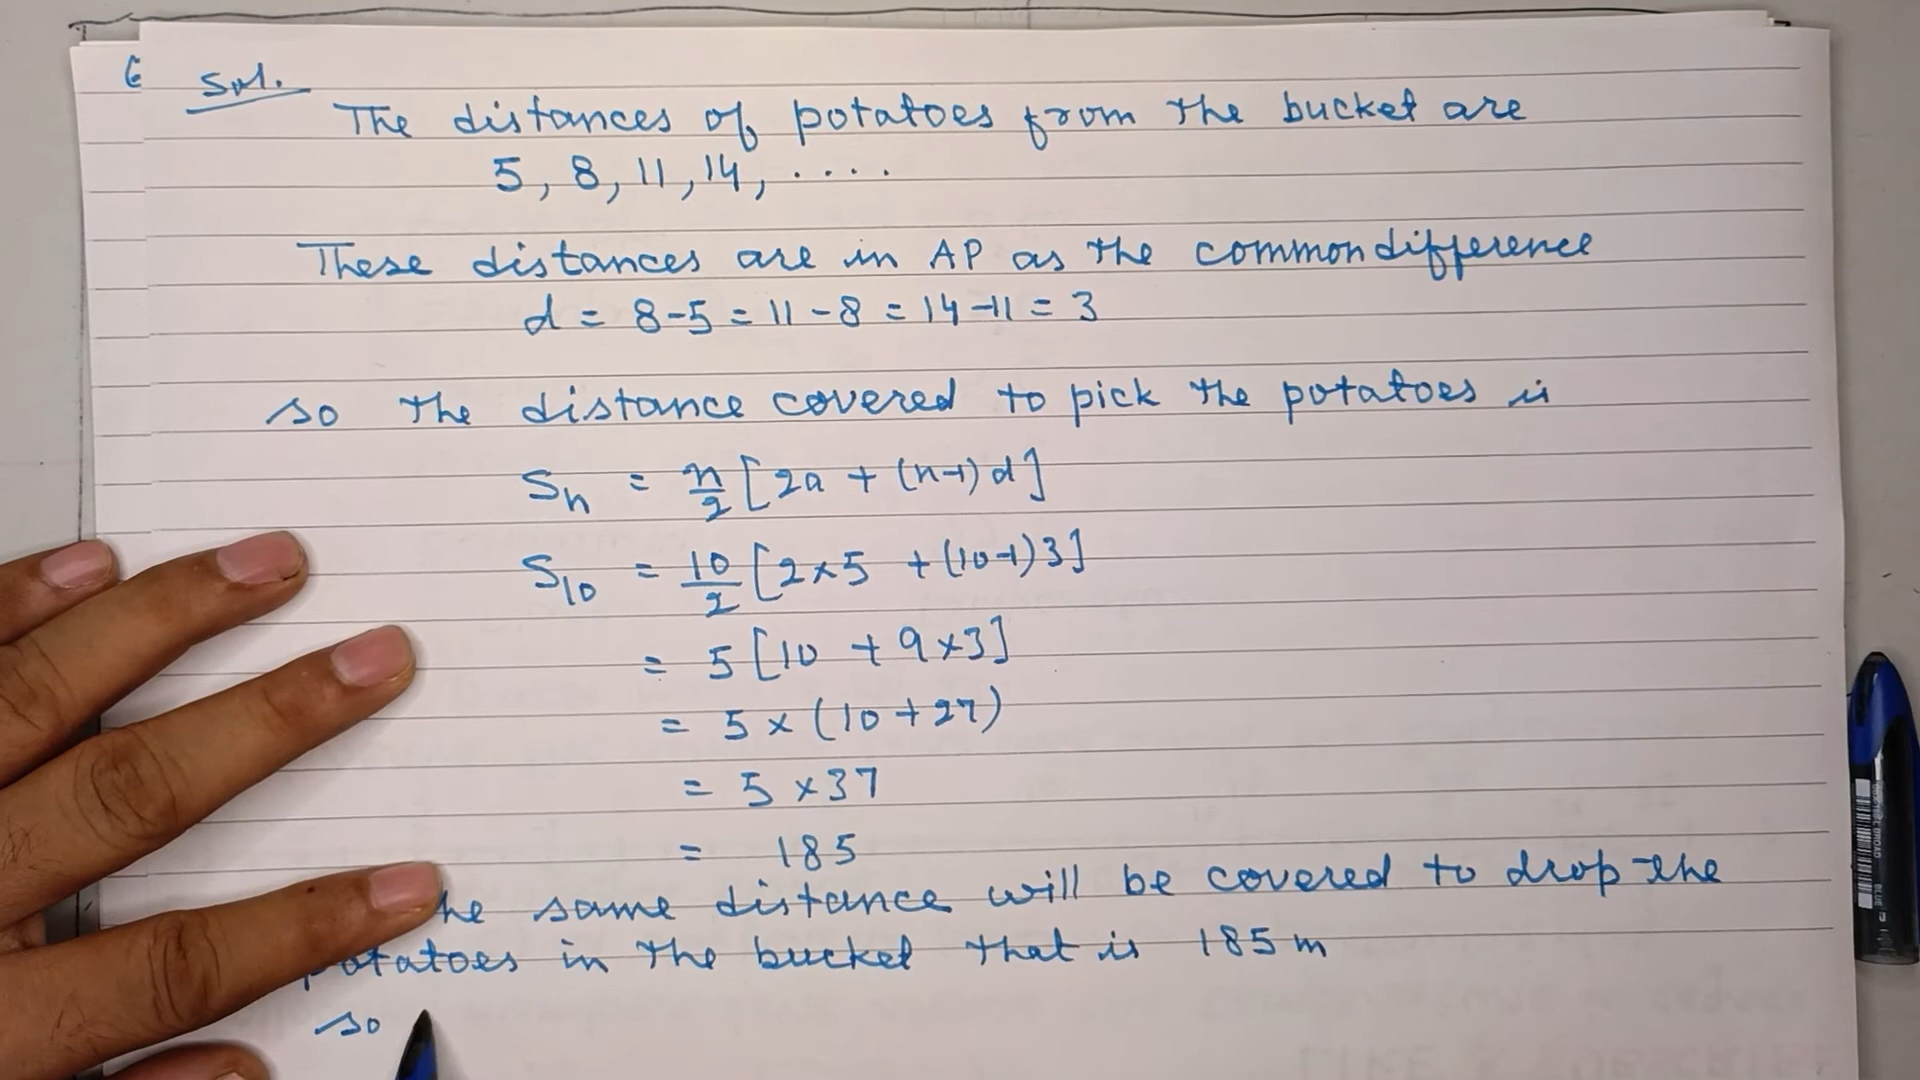 6 Sol.
The distances of potatoes from the bucket are
5, 8, 11, 14, ....
These distances are in AP as the common difference
d = 8-5 = 11-8 = 14-11 = 3
so the distance covered to pick the potatoes is
Sn = n/2 [2a + (n-1) d]
S10 = 10/2 [2×5 + (10-1) 3]
= 5 [10 + 9×3]
= 5 × (10 + 27)
= 5 × 37
= 185
he same distance will be covered to drop the
potatoes in the bucket that is 185 m
so